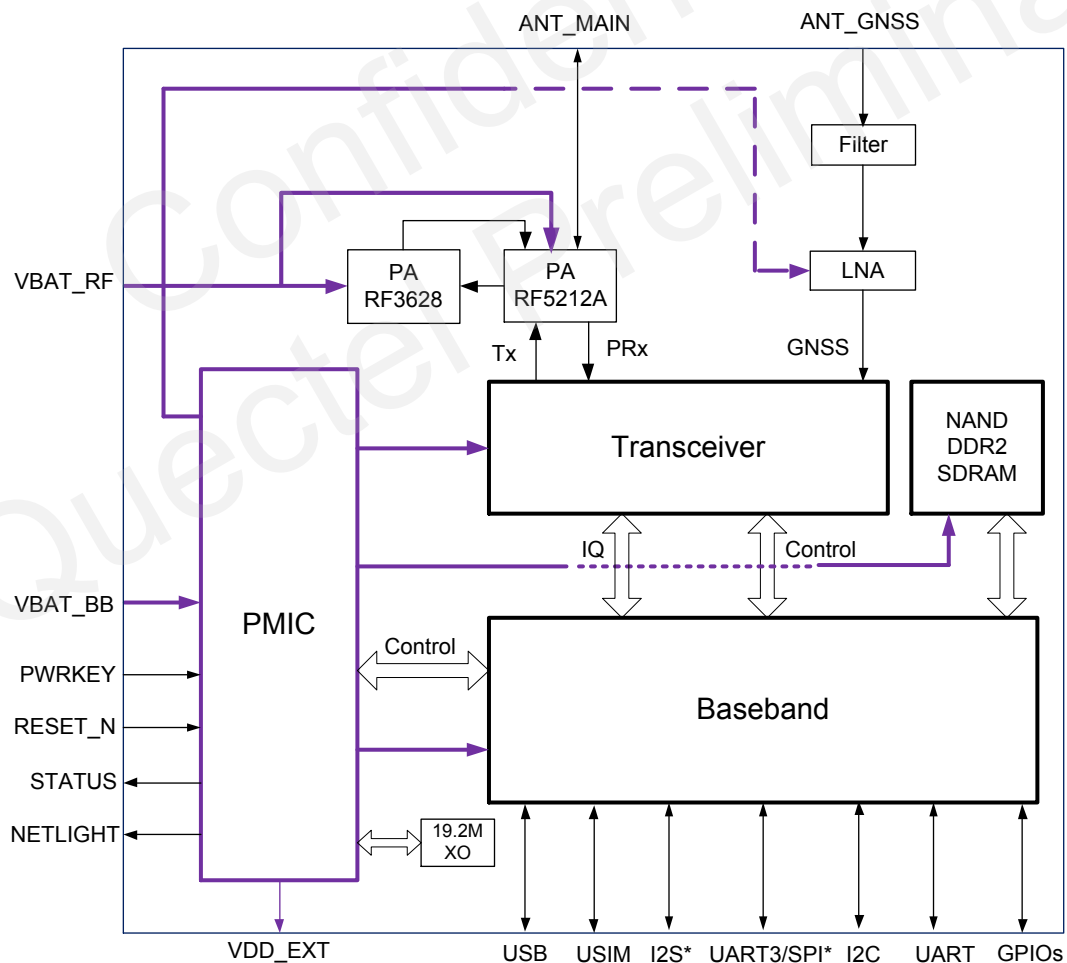 ANT_MAIN
ANT_GNSS
Filter
VBAT_RF
PA
RF3628
PA
RF5212A
LNA
Tx
PRx
GNSS
Transceiver
NAND
DDR2
SDRAM
IQ
Control
VBAT_BB
PMIC
Control
PWRKEY
Baseband
RESET_N
STATUS
NETLIGHT
19.2M
XO
VDD_EXT
USB
USIM
I2S*
UART3/SPI*
I2C
UART
GPIOs
Quectel